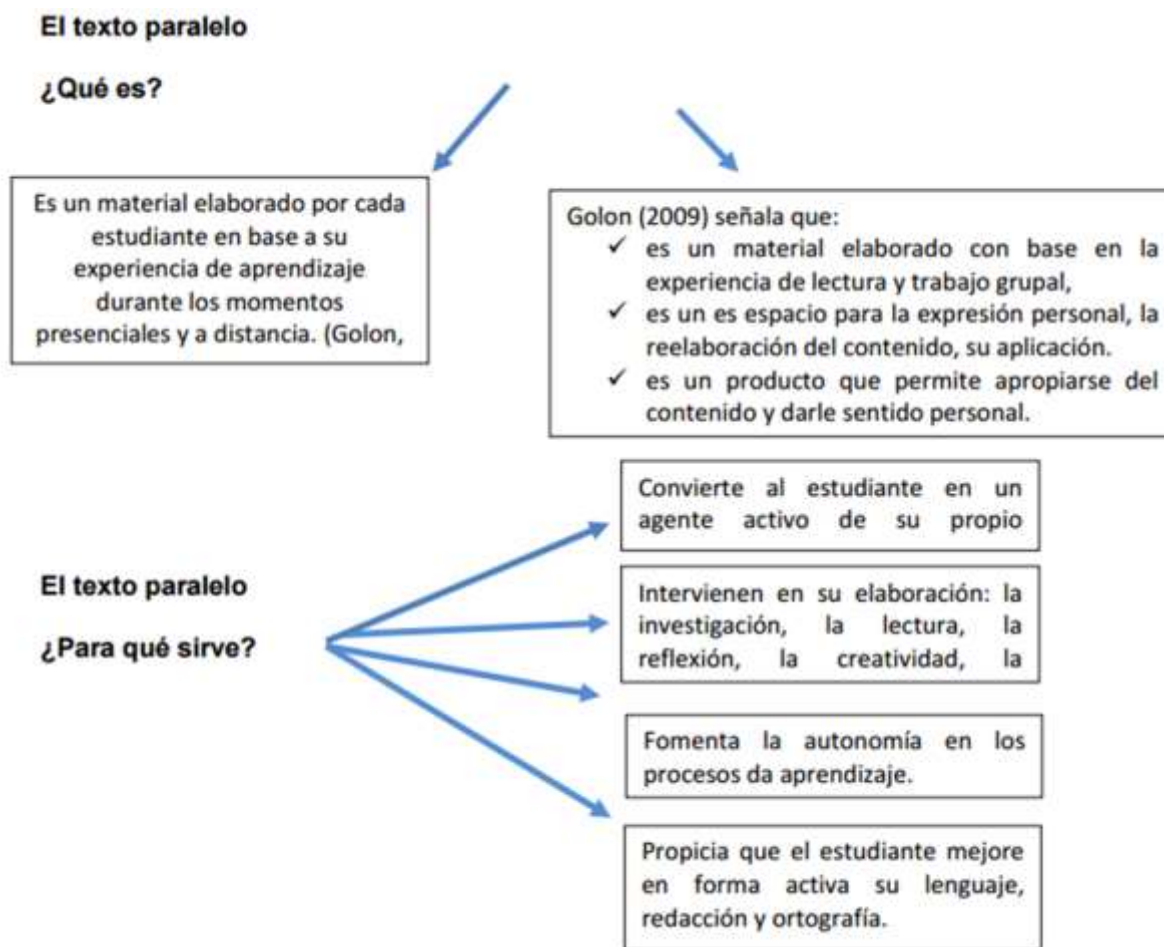 El texto paralelo
¿Qué es?
Es un material elaborado por cada
estudiante en base a su
experiencia de aprendizaje
durante los momentos
presenciales y a distancia. (Golon,
Golon (2009) señala que:
✓ es un material elaborado con base en la
experiencia de lectura y trabajo grupal,
✓ es un es espacio para la expresión personal, la
reelaboración del contenido, su aplicación.
✓ es un producto que permite apropiarse del
contenido y darle sentido personal.
El texto paralelo
¿Para qué sirve?
Convierte al estudiante en un
agente activo de su propio
Intervienen en su elaboración: la
investigación, la lectura, la
reflexión, la creatividad, la
Fomenta la autonomía en los
procesos da aprendizaje.
Propicia que el estudiante mejore
en forma activa su lenguaje,
redacción y ortografía.